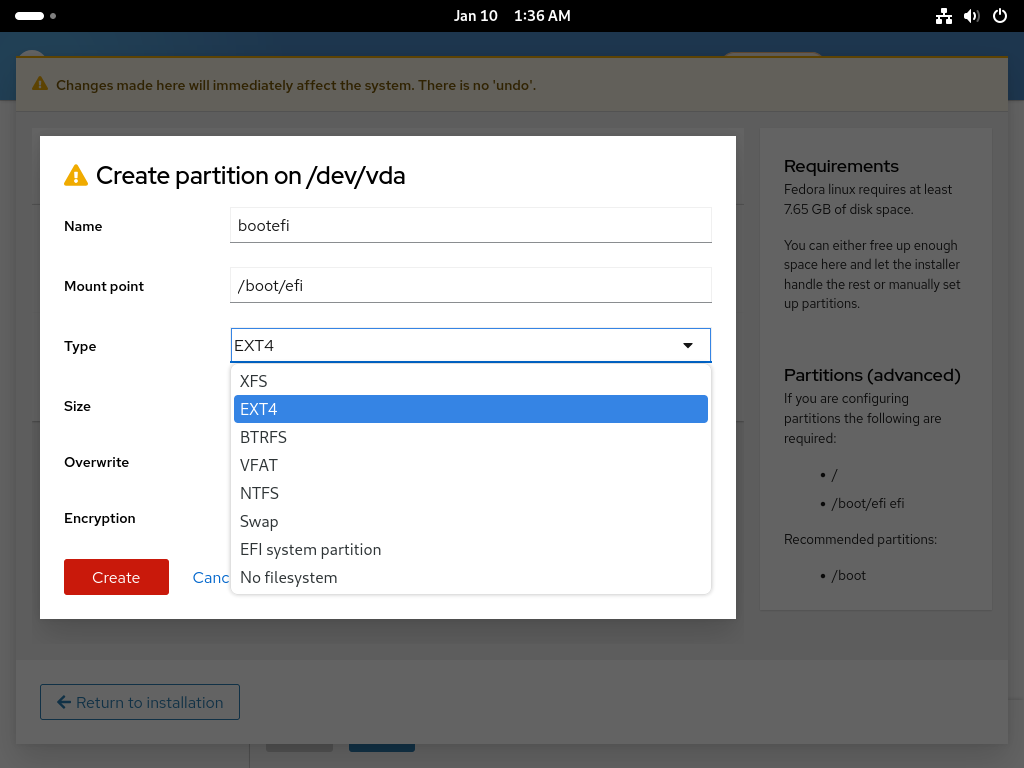 Jan 10 1:36 AM
Changes made here will immediately affect the system. There is no 'undo'.
Create partition on /dev/vda
Name
bootefi
Mount point
/boot/efi
Type
EXT4
XFS
EXT4
BTRFS
VFAT
NTFS
Swap
EFI system partition
No filesystem
Size
Overwrite
Encryption
Create
Canc
Requirements
Fedora linux requires at least
7.65 GB of disk space.
You can either free up enough
space here and let the installer
handle the rest or manually set
up partitions.
Partitions (advanced)
If you are configuring
partitions the following are
required:
• /
• /boot/efi efi
Recommended partitions:
• /boot
Return to installation